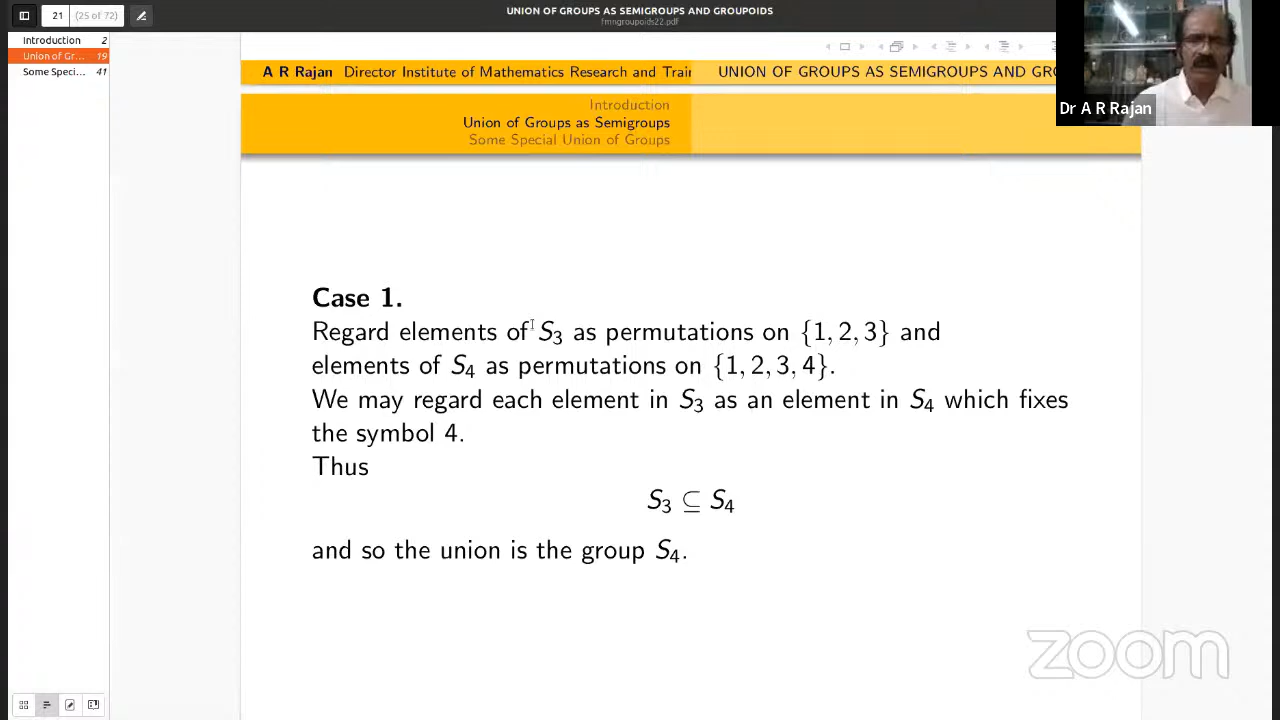 UNION OF GROUPS AS SEMIGROUPS AND GROUPOIDS
fmngroupoids22.pdf
21 (25 of 72)
Introduction 2
Union of Gr... 19
Some Speci... 41
A R Rajan Director Institute of Mathematics Research and Trai
UNION OF GROUPS AS SEMIGROUPS AND GRO
Dr A R Rajan
Introduction
Union of Groups as Semigroups
Some Special Union of Groups
Case 1.
Regard elements of S₃ as permutations on {1, 2, 3} and
elements of S₄ as permutations on {1, 2, 3, 4}.
We may regard each element in S₃ as an element in S₄ which fixes
the symbol 4.
Thus
S₃ ⊆ S₄
and so the union is the group S₄.
zoom